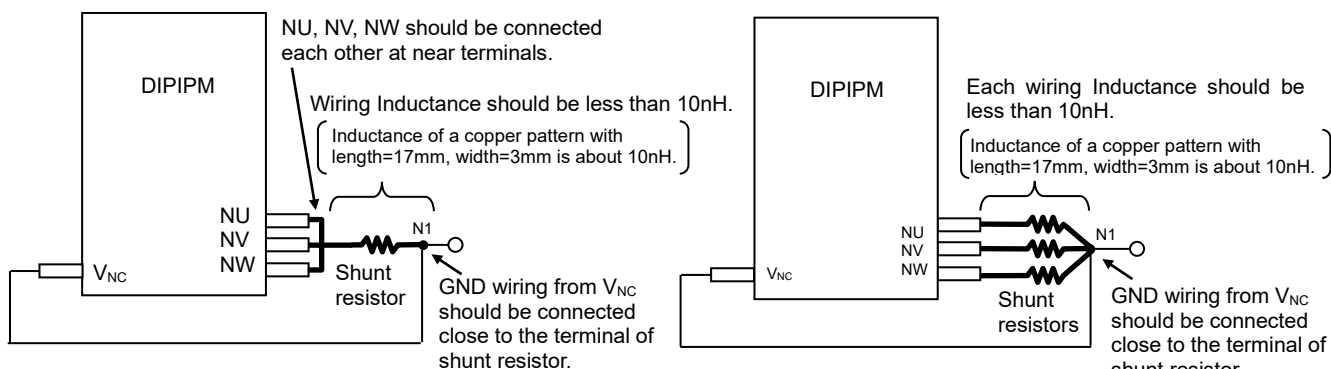 NU, NV, NW should be connected
each other at near terminals.
DIPIPM
Wiring Inductance should be less than 10nH.
Inductance of a copper pattern with
length=17mm, width=3mm is about 10nH.
NU
NV
NW
N1
VNC
Shunt
resistor
GND wiring from VNC
should be connected
close to the terminal of
shunt resistor.
DIPIPM
Each wiring Inductance should be
less than 10nH.
Inductance of a copper pattern with
length=17mm, width=3mm is about 10nH.
NU
NV
NW
N1
VNC
Shunt
resistors
GND wiring from VNC
should be connected
close to the terminal of
shunt resistor